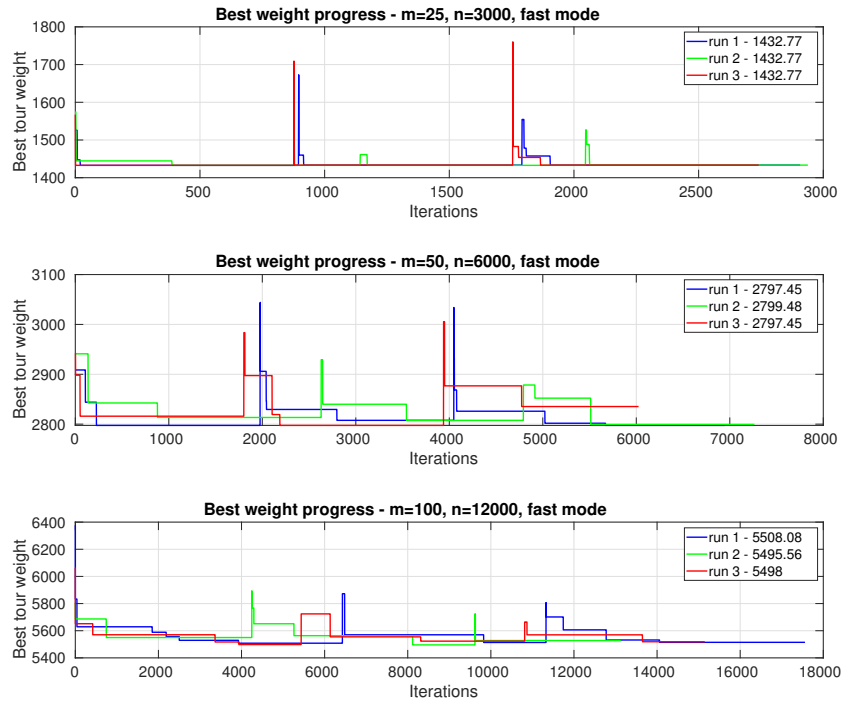 Best weight progress - m=25, n=3000, fast mode
1800
1700
1600
1500
1400
Best tour weight
run 1 - 1432.77
run 2 - 1432.77
run 3 - 1432.77
0 500 1000 1500 2000 2500 3000
Iterations
Best weight progress - m=50, n=6000, fast mode
3100
3000
2900
2800
Best tour weight
run 1 - 2797.45
run 2 - 2799.48
run 3 - 2797.45
0 1000 2000 3000 4000 5000 6000 7000 8000
Iterations
Best weight progress - m=100, n=12000, fast mode
6400
6200
6000
5800
5600
5400
Best tour weight
run 1 - 5508.08
run 2 - 5495.56
run 3 - 5498
0 2000 4000 6000 8000 10000 12000 14000 16000 18000
Iterations